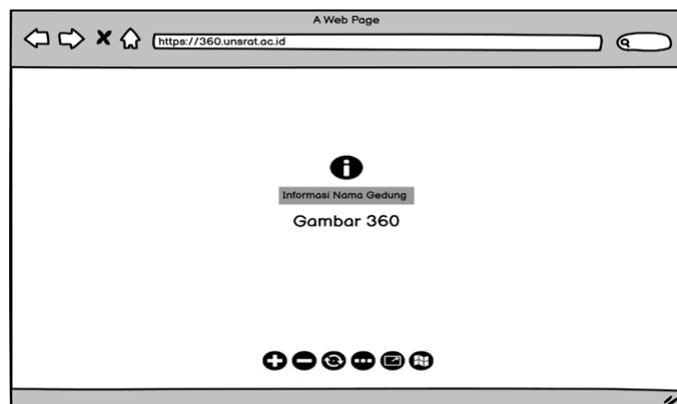 A Web Page
https://360.unsrat.ac.id
Informasi Nama Gedung
Gambar 360